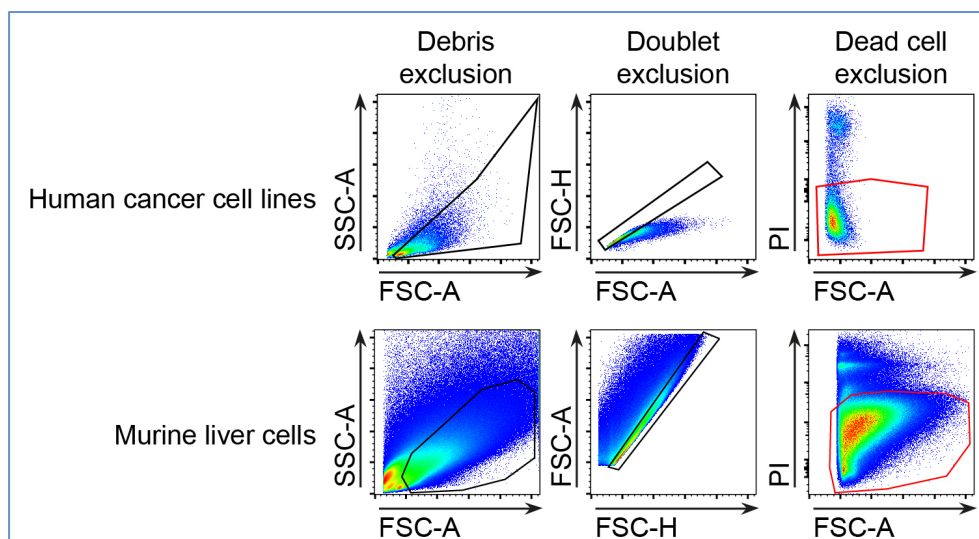 Debris exclusion
Doublet exclusion
Dead cell exclusion
Human cancer cell lines
SSC-A
FSC-A
FSC-H
FSC-A
PI
FSC-A
Murine liver cells
SSC-A
FSC-A
FSC-A
FSC-H
PI
FSC-A